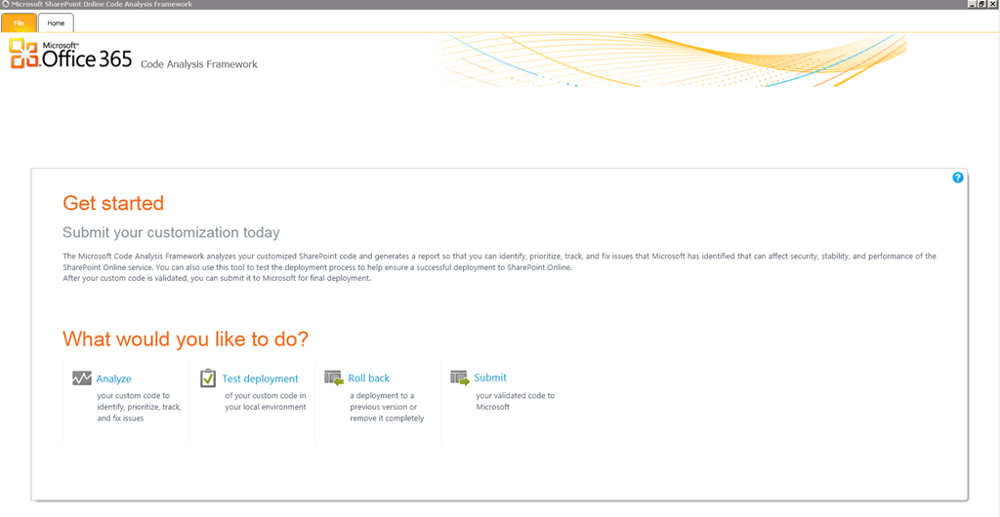 Microsoft SharePoint Online Code Analysis Framework
File Home
Microsoft®
Office 365 Code Analysis Framework
?
Get started
Submit your customization today
The Microsoft Code Analysis Framework analyzes your customized SharePoint code and generates a report so that you can identify, prioritize, track, and fix issues that Microsoft has identified that can affect security, stability, and performance of the
SharePoint Online service. You can also use this tool to test the deployment process to help ensure a successful deployment to SharePoint Online.
After your custom code is validated, you can submit it to Microsoft for final deployment.
What would you like to do?
Analyze
your custom code to
identify, prioritize, track,
and fix issues
Test deployment
of your custom code in
your local environment
Roll back
a deployment to a
previous version or
remove it completely
Submit
your validated code to
Microsoft